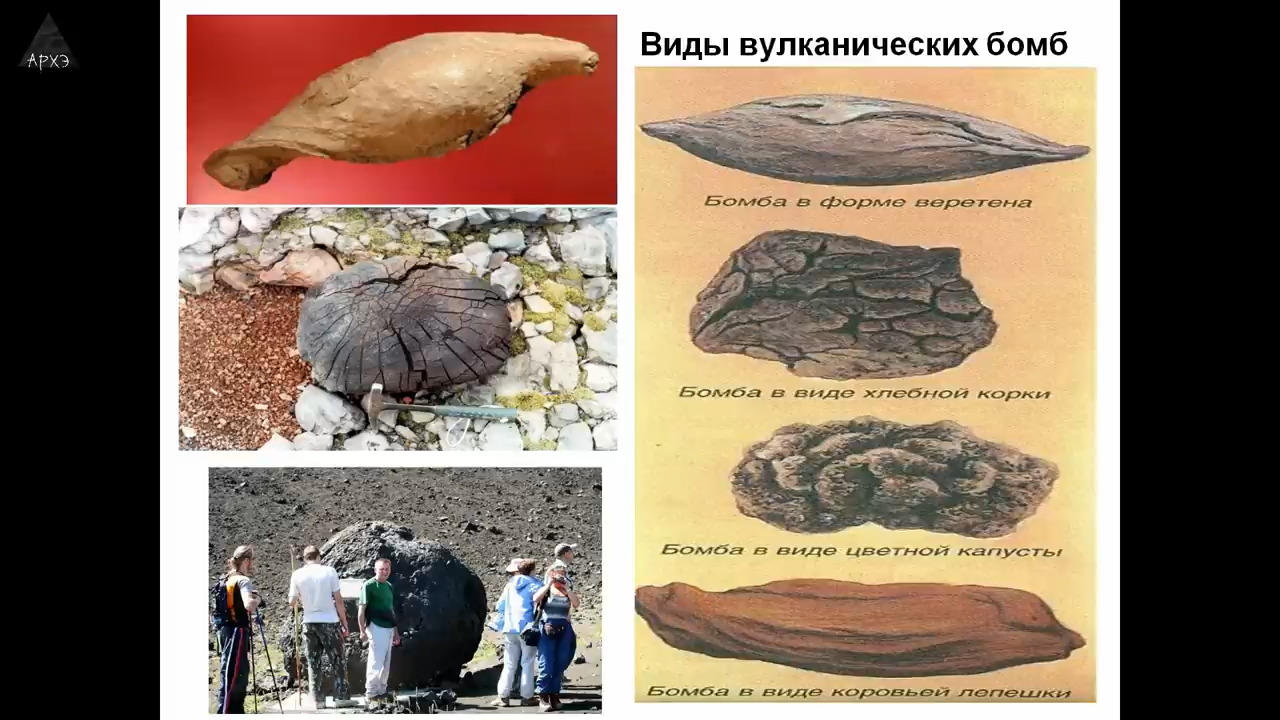 АРХЭ
Виды вулканических бомб
Бомба в форме веретена
Бомба в виде хлебной корки
Бомба в виде цветной капусты
Бомба в виде коровьей лепешки